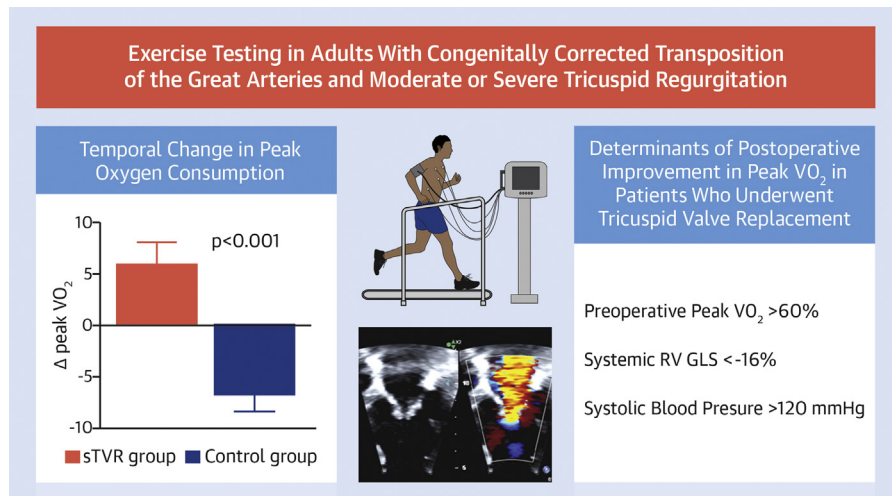 Exercise Testing in Adults With Congenitally Corrected Transposition
of the Great Arteries and Moderate or Severe Tricuspid Regurgitation
Temporal Change in Peak
Oxygen Consumption
10
5
0
-5
-10
Δ peak VO₂
p<0.001
sTVR group
Control group
Determinants of Postoperative
Improvement in Peak VO₂ in
Patients Who Underwent
Tricuspid Valve Replacement
Preoperative Peak VO₂ >60%
Systemic RV GLS <-16%
Systolic Blood Presure >120 mmHg